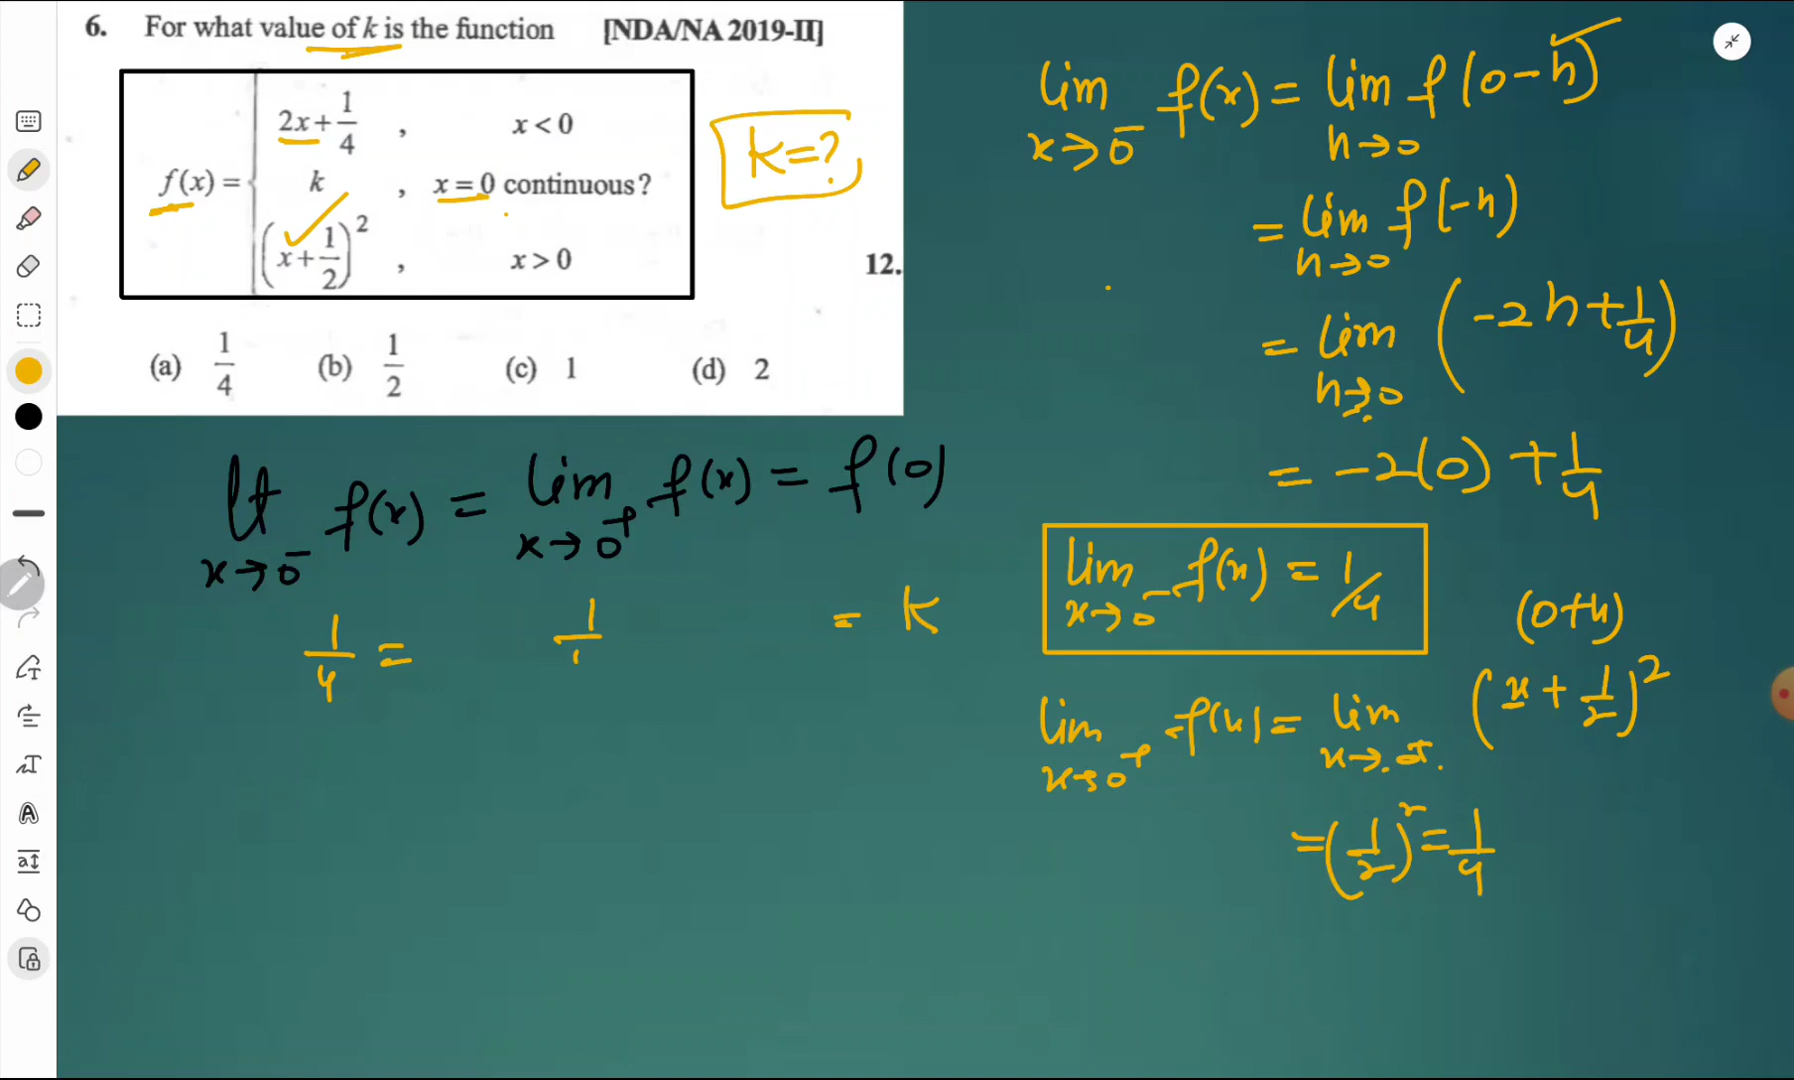 6. For what value of k is the function [NDA/NA 2019-II]
f(x) = { 2x + 1/4 , x < 0
k , x = 0 continuous?
(x + 1/2)² , x > 0
k = ?
12.
(a) 1/4 (b) 1/2 (c) 1 (d) 2
lt x→0⁻ f(x) = lim x→0⁺ f(x) = f(0)
1/4 = 1/ = k
lim x→0⁻ f(x) = lim h→0 f(0-h)
= lim h→0 f(-h)
= lim h→0 (-2h + 1/4)
= -2(0) + 1/4
lim x→0⁻ f(x) = 1/4
(0+h)
lim x→0⁺ f(x) = lim x→0⁺ (x + 1/2)²
= (1/2)² = 1/4
T
T
A
aI